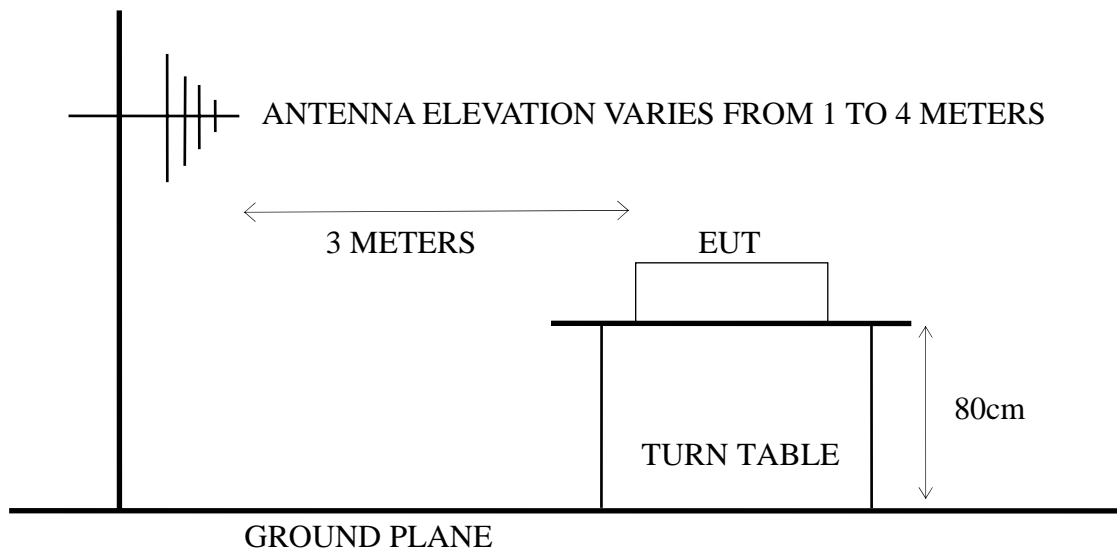 ANTENNA ELEVATION VARIES FROM 1 TO 4 METERS
3 METERS
EUT
80cm
TURN TABLE
GROUND PLANE